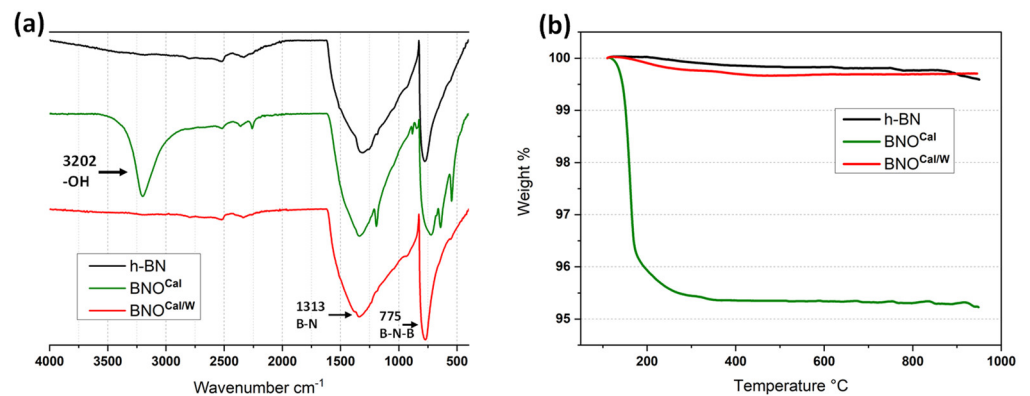 (a)
3202
-OH
h-BN
BNO^Cal
BNO^Cal/W
1313
B-N
775
B-N-B
4000 3500 3000 2500 2000 1500 1000 500
Wavenumber cm⁻¹
(b)
Weight %
100
99
98
97
96
95
h-BN
BNO^Cal
BNO^Cal/W
200 400 600 800 1000
Temperature °C